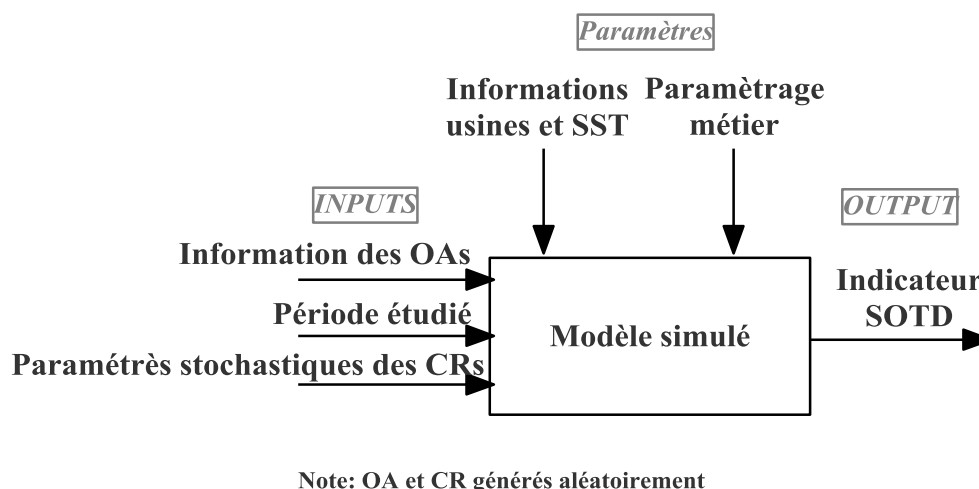 Paramètres
Informations
usines et SST
Paramètrage
métier
INPUTS
OUTPUT
Information des OAs
Période étudié
Paramétrès stochastiques des CRs
Modèle simulé
Indicateur
SOTD
Note: OA et CR générés aléatoirement